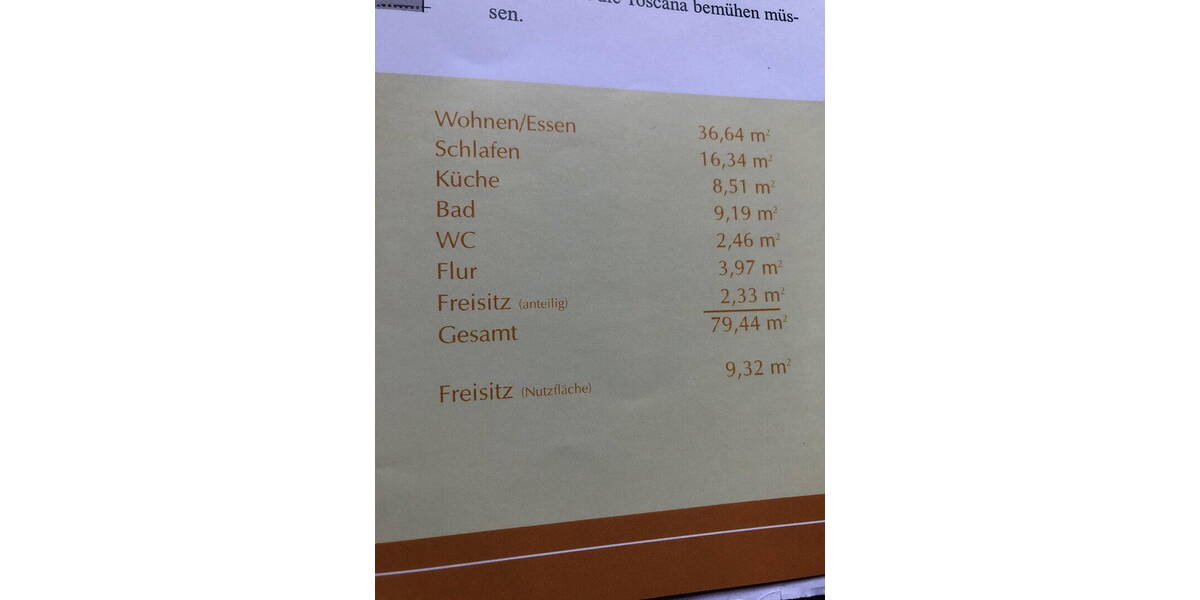 Toscana bemühen müs-
sen.
Wohnen/Essen 36,64 m²
Schlafen 16,34 m²
Küche 8,51 m²
Bad 9,19 m²
WC 2,46 m²
Flur 3,97 m²
Freisitz (anteilig) 2,33 m²
Gesamt 79,44 m²
Freisitz (Nutzfläche) 9,32 m²